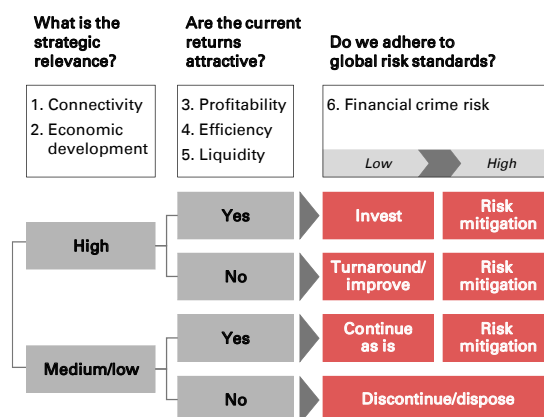 What is the
strategic
relevance?
Are the current
returns
attractive?
Do we adhere to
global risk standards?
1. Connectivity
2. Economic
development
3. Profitability
4. Efficiency
5. Liquidity
6. Financial crime risk
Low
High
High
Yes
Invest
Risk
mitigation
No
Turnaround/
improve
Risk
mitigation
Medium/low
Yes
Continue
as is
Risk
mitigation
No
Discontinue/dispose